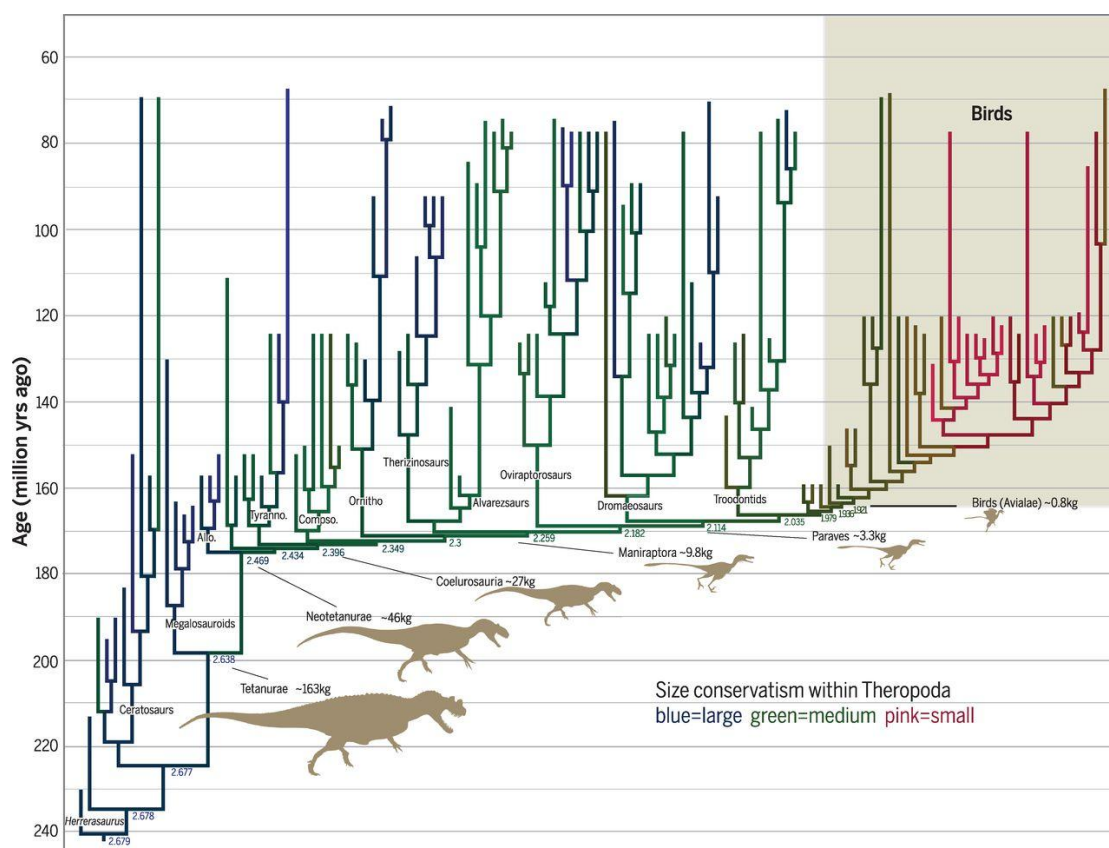 Age (million yrs ago)
60
80
100
120
140
160
180
200
220
240
Birds
Therizinosaurs
Ornitho
Alvarezsaurs
Oviraptorosaurs
Dromaeosaurs
Troodontids
Tyranno.
Compso.
Allo.
Birds (Avialae) ~0.8kg
1.921
1.936
1.979
2.035
2.114
2.182
2.259
2.3
2.349
2.396
2.434
2.469
Paraves ~3.3kg
Maniraptora ~9.8kg
Coelurosauria ~27kg
Neotetanurae ~46kg
Megalosauroids
2.638
Tetanurae ~163kg
Ceratosaurs
Size conservatism within Theropoda
blue=large green=medium pink=small
2.677
2.678
Herrerasaurus
2.679